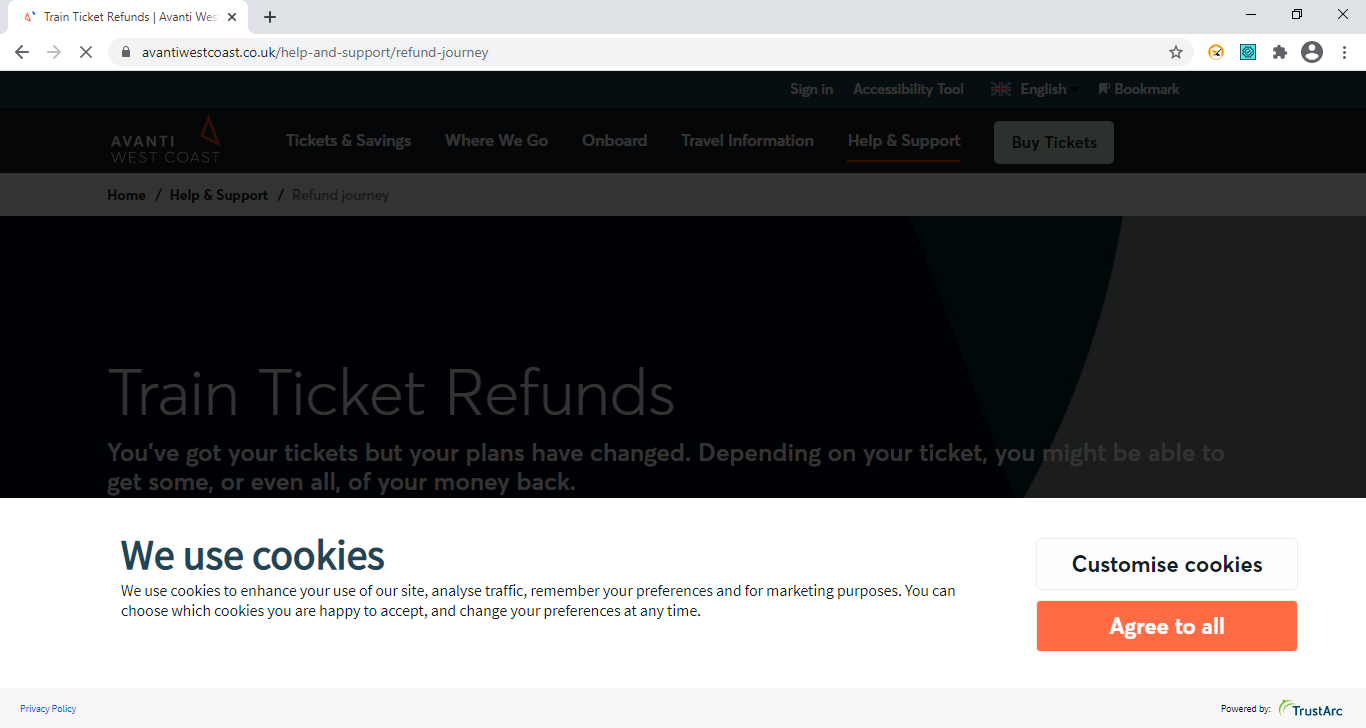 Train Ticket Refunds | Avanti Wes
avantiwestcoast.co.uk/help-and-support/refund-journey
Sign in Accessibility Tool English Bookmark
AVANTI
WEST COAST
Tickets & Savings Where We Go Onboard Travel Information Help & Support Buy Tickets
Home / Help & Support / Refund journey
Train Ticket Refunds
You've got your tickets but your plans have changed. Depending on your ticket, you might be able to
get some, or even all, of your money back.
We use cookies
We use cookies to enhance your use of our site, analyse traffic, remember your preferences and for marketing purposes. You can
choose which cookies you are happy to accept, and change your preferences at any time.
Customise cookies
Agree to all
Privacy Policy
Powered by: TrustArc